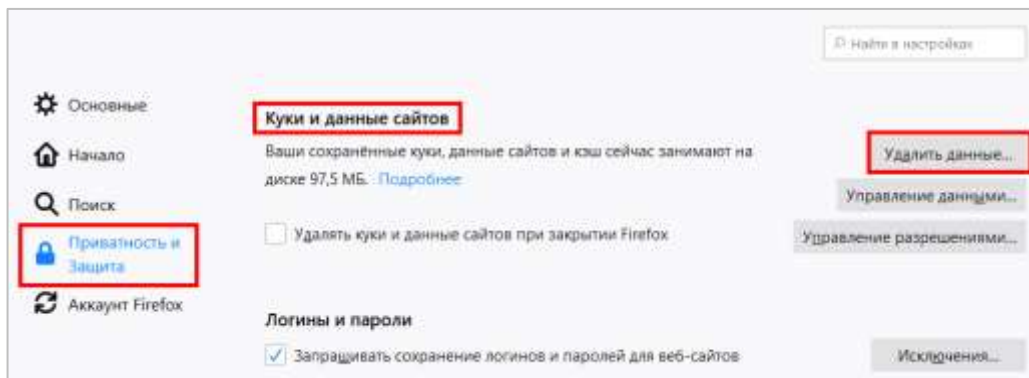 Найти в настройках
Основные
Начало
Поиск
Приватность и
Защита
Аккаунт Firefox
Куки и данные сайтов
Ваши сохранённые куки, данные сайтов и кэш сейчас занимают на
диске 97,5 МБ. Подробнее
Удалить данные...
Управление данными...
Удалять куки и данные сайтов при закрытии Firefox
Управление разрешениями...
Логины и пароли
Запрашивать сохранение логинов и паролей для веб-сайтов
Исключения...